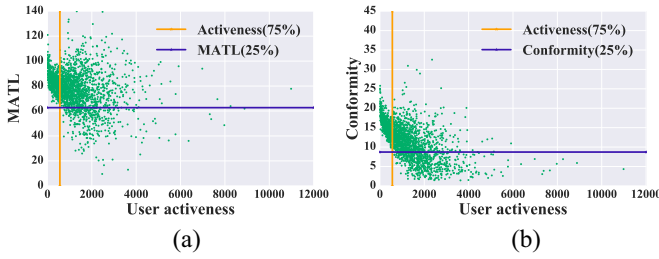 140
120
100
80
60
40
20
0
MATL
Activeness(75%)
MATL(25%)
0 2000 4000 6000 8000 10000 12000
User activeness
(a)
45
40
35
30
25
20
15
10
5
0
Conformity
Activeness(75%)
Conformity(25%)
0 2000 4000 6000 8000 10000 12000
User activeness
(b)